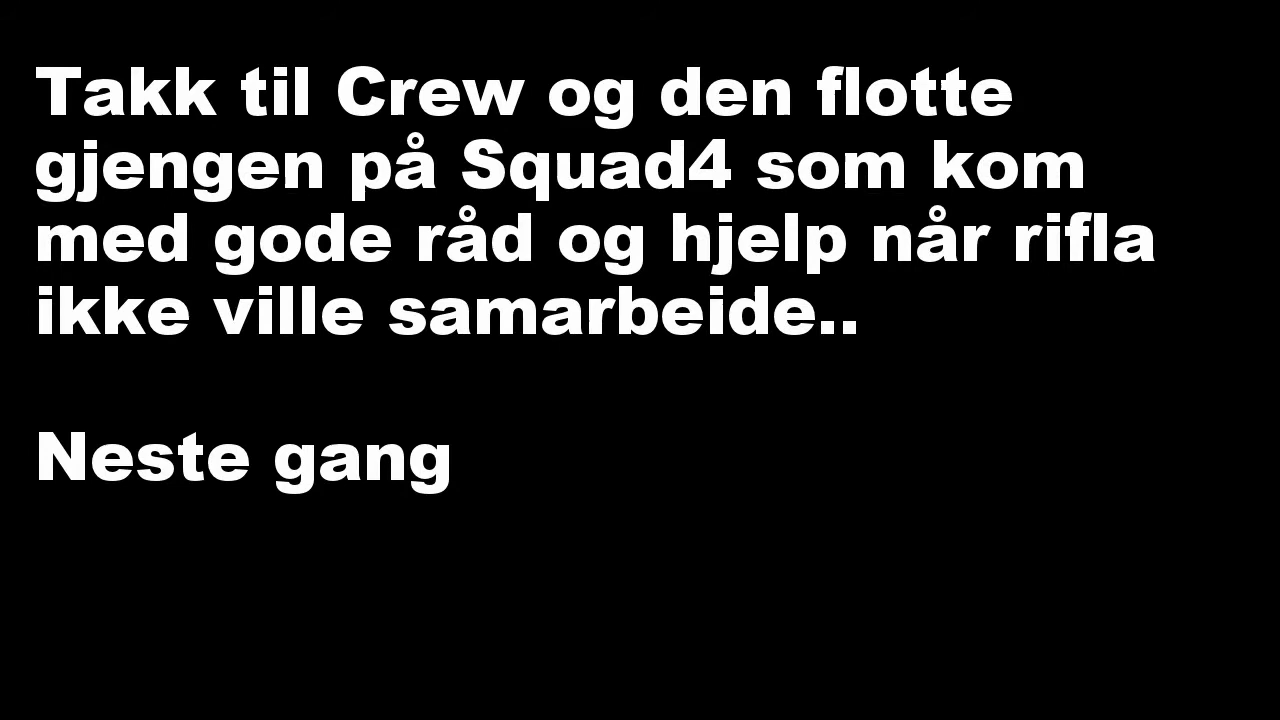 Takk til Crew og den flotte
gjengen på Squad4 som kom
med gode råd og hjelp når rifla
ikke ville samarbeide..
Neste gang